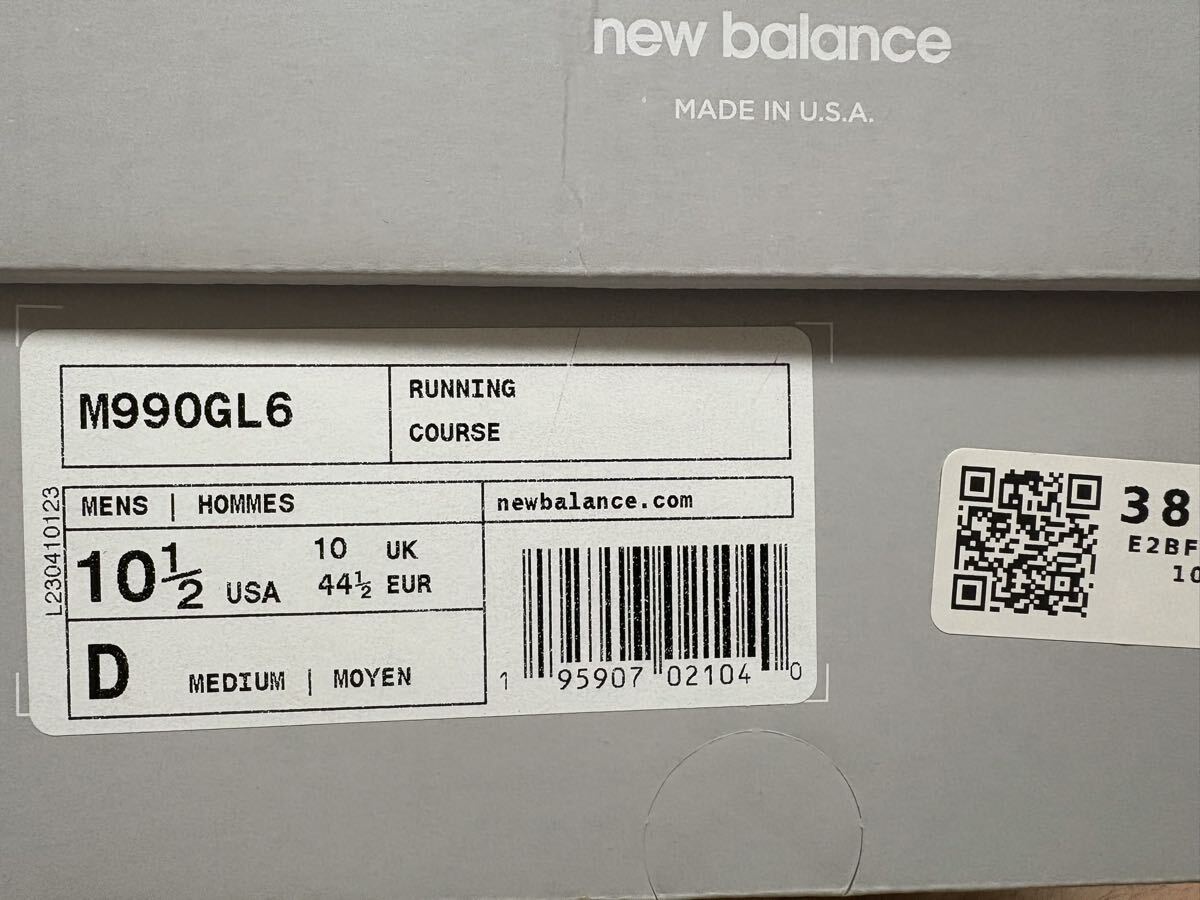 new balance
MADE IN U.S.A.
M990GL6
RUNNING
COURSE
L230410123
MENS | HOMMES
newbalance.com
10½ USA
10 UK
44½ EUR
D
MEDIUM | MOYEN
1 95907 02104 0
38
E2BF
10